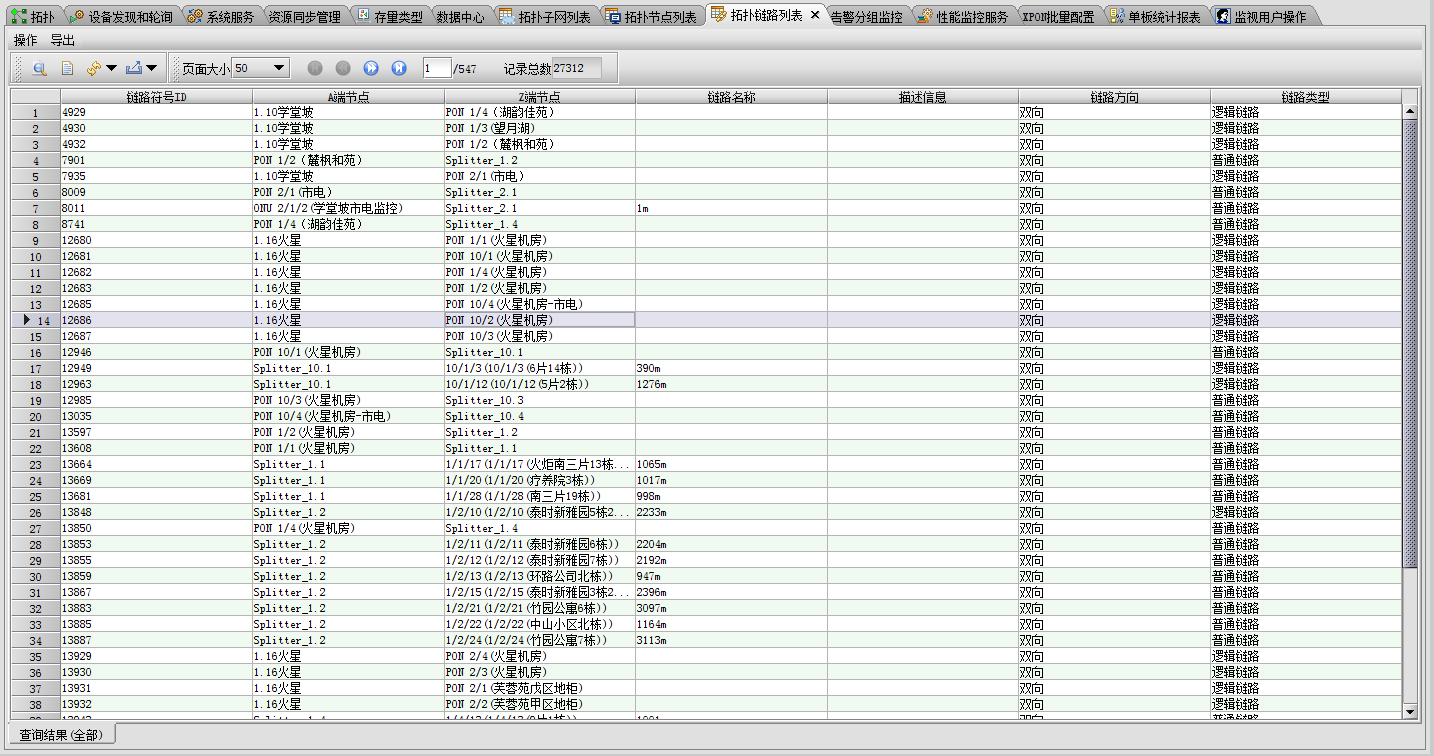 拓扑 设备发现和轮询 系统服务 资源同步管理 存量类型 数据中心 拓扑子网列表 拓扑节点列表 拓扑链路列表 告警分组监控 性能监控服务 XPON批量配置 单板统计报表 监视用户操作
操作 导出
页面大小 50 1 /547 记录总数 27312
链路符号ID A端节点 Z端节点 链路名称 描述信息 链路方向 链路类型
1 4929 1.10学堂坡 PON 1/4（湖韵佳苑） 双向 逻辑链路
2 4930 1.10学堂坡 PON 1/3(望月湖) 双向 逻辑链路
3 4932 1.10学堂坡 PON 1/2（麓枫和苑） 双向 逻辑链路
4 7901 PON 1/2（麓枫和苑） Splitter_1.2 双向 普通链路
5 7935 1.10学堂坡 PON 2/1(市电) 双向 逻辑链路
6 8009 PON 2/1(市电) Splitter_2.1 双向 普通链路
7 8011 ONU 2/1/2(学堂坡市电监控) Splitter_2.1 1m 双向 普通链路
8 8741 PON 1/4（湖韵佳苑） Splitter_1.4 双向 普通链路
9 12680 1.16火星 PON 1/1(火星机房) 双向 逻辑链路
10 12681 1.16火星 PON 10/1(火星机房) 双向 逻辑链路
11 12682 1.16火星 PON 1/4(火星机房) 双向 逻辑链路
12 12683 1.16火星 PON 1/2(火星机房) 双向 逻辑链路
13 12685 1.16火星 PON 10/4(火星机房-市电) 双向 逻辑链路
14 12686 1.16火星 PON 10/2(火星机房) 双向 逻辑链路
15 12687 1.16火星 PON 10/3(火星机房) 双向 逻辑链路
16 12946 PON 10/1(火星机房) Splitter_10.1 双向 普通链路
17 12949 Splitter_10.1 10/1/3(10/1/3(6片14栋)) 390m 双向 普通链路
18 12963 Splitter_10.1 10/1/12(10/1/12(5片2栋)) 1276m 双向 普通链路
19 12985 PON 10/3(火星机房) Splitter_10.3 双向 普通链路
20 13035 PON 10/4(火星机房-市电) Splitter_10.4 双向 普通链路
21 13597 PON 1/2(火星机房) Splitter_1.2 双向 普通链路
22 13608 PON 1/1(火星机房) Splitter_1.1 双向 普通链路
23 13664 Splitter_1.1 1/1/17(1/1/17(火炬南三片13栋... 1065m 双向 普通链路
24 13669 Splitter_1.1 1/1/20(1/1/20(疗养院3栋)) 1017m 双向 普通链路
25 13681 Splitter_1.1 1/1/28(1/1/28(南三片19栋)) 998m 双向 普通链路
26 13848 Splitter_1.2 1/2/10(1/2/10(泰时新雅园5栋2... 2233m 双向 逻辑链路
27 13850 PON 1/4(火星机房) Splitter_1.4 双向 普通链路
28 13853 Splitter_1.2 1/2/11(1/2/11(泰时新雅园6栋)) 2204m 双向 普通链路
29 13855 Splitter_1.2 1/2/12(1/2/12(泰时新雅园7栋)) 2192m 双向 普通链路
30 13859 Splitter_1.2 1/2/13(1/2/13(环路公司北栋)) 947m 双向 普通链路
31 13867 Splitter_1.2 1/2/15(1/2/15(泰时新雅园3栋2... 2396m 双向 普通链路
32 13883 Splitter_1.2 1/2/21(1/2/21(竹园公寓6栋)) 3097m 双向 普通链路
33 13885 Splitter_1.2 1/2/22(1/2/22(中山小区北栋)) 1164m 双向 普通链路
34 13887 Splitter_1.2 1/2/24(1/2/24(竹园公寓7栋)) 3113m 双向 普通链路
35 13929 1.16火星 PON 2/4(火星机房) 双向 逻辑链路
36 13930 1.16火星 PON 2/3(火星机房) 双向 逻辑链路
37 13931 1.16火星 PON 2/1(芙蓉苑戊区地柜) 双向 逻辑链路
38 13932 1.16火星 PON 2/2(芙蓉苑甲区地柜) 双向 逻辑链路
查询结果(全部)